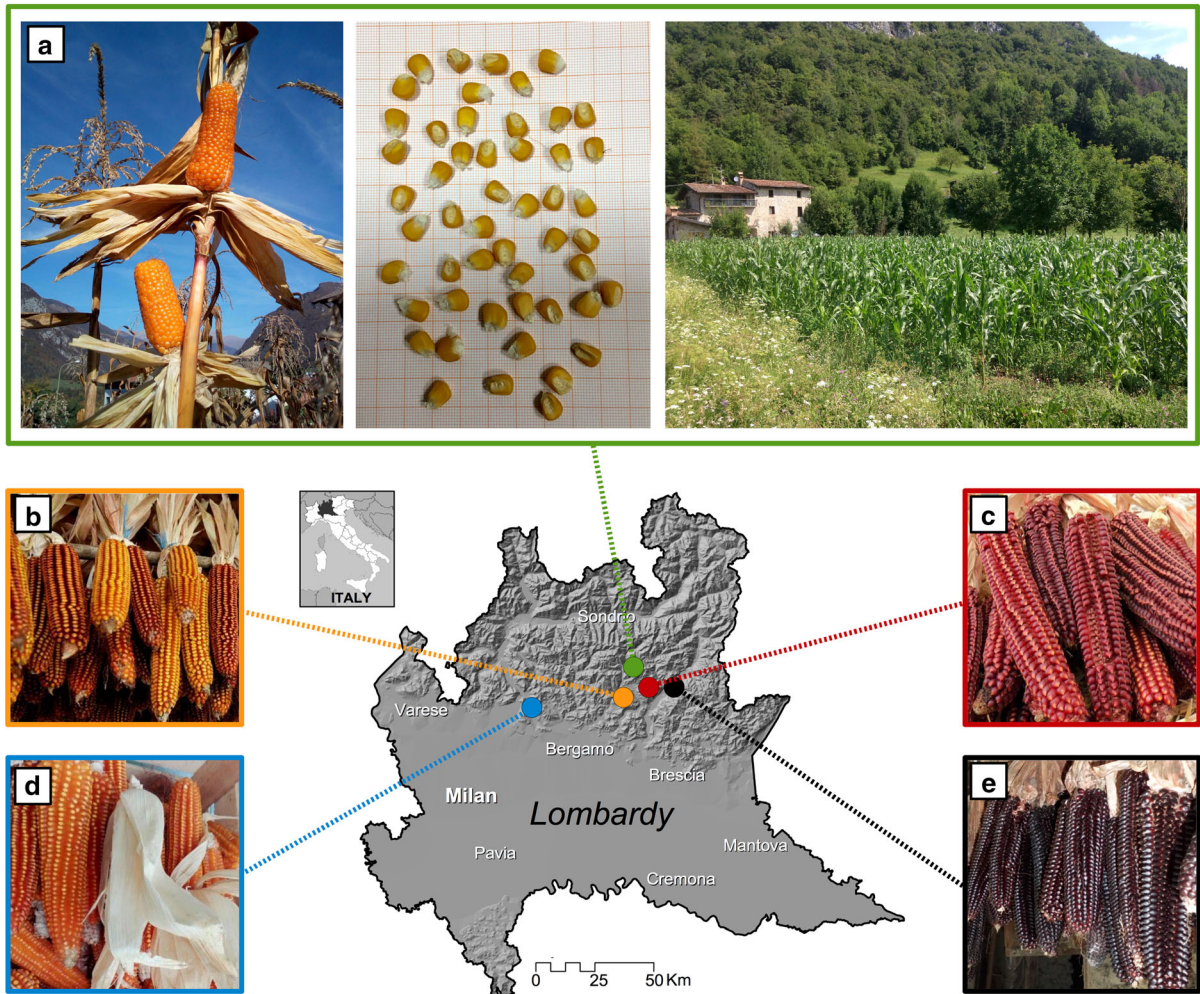 a
b
ITALY
c
Sondrio
Varese
Bergamo
Brescia
d
Milan
Lombardy
e
Pavia
Mantova
Cremona
0 25 50 Km